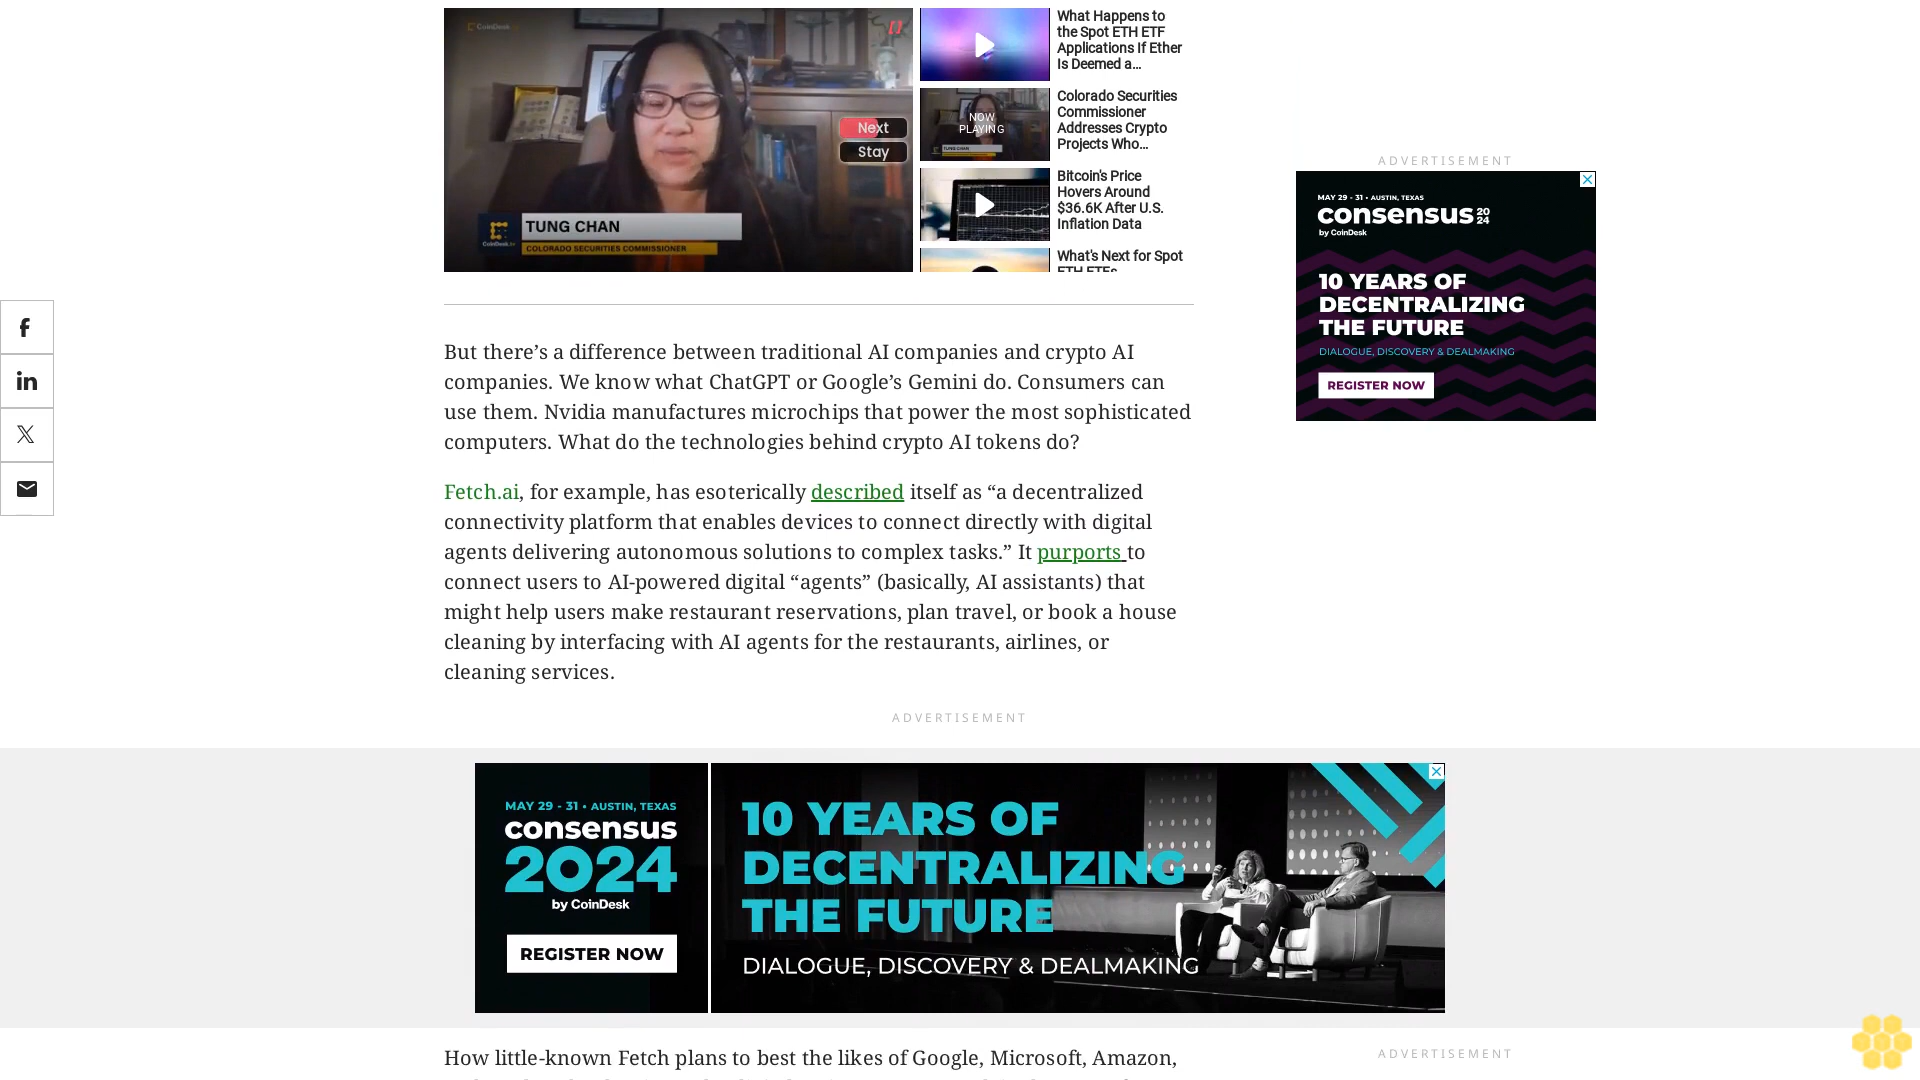 CoinDesk
Next
Stay
TUNG CHAN
CoinDesk.tv
COLORADO SECURITIES COMMISSIONER
What Happens to
the Spot ETH ETF
Applications If Ether
Is Deemed a...
NOW
PLAYING
TUNG CHAN
Colorado Securities
Commissioner
Addresses Crypto
Projects Who...
Bitcoin's Price
Hovers Around
$36.6K After U.S.
Inflation Data
What's Next for Spot
ETH ETFs
ADVERTISEMENT
MAY 29 - 31 • AUSTIN, TEXAS
consensus 2024
by CoinDesk
10 YEARS OF
DECENTRALIZING
THE FUTURE
DIALOGUE, DISCOVERY & DEALMAKING
REGISTER NOW
f
in
X
But there’s a difference between traditional AI companies and crypto AI
companies. We know what ChatGPT or Google’s Gemini do. Consumers can
use them. Nvidia manufactures microchips that power the most sophisticated
computers. What do the technologies behind crypto AI tokens do?
Fetch.ai, for example, has esoterically described itself as “a decentralized
connectivity platform that enables devices to connect directly with digital
agents delivering autonomous solutions to complex tasks.” It purports to
connect users to AI-powered digital “agents” (basically, AI assistants) that
might help users make restaurant reservations, plan travel, or book a house
cleaning by interfacing with AI agents for the restaurants, airlines, or
cleaning services.
ADVERTISEMENT
MAY 29 - 31 • AUSTIN, TEXAS
consensus
2024
by CoinDesk
REGISTER NOW
10 YEARS OF
DECENTRALIZING
THE FUTURE
DIALOGUE, DISCOVERY & DEALMAKING
How little-known Fetch plans to best the likes of Google, Microsoft, Amazon,
ADVERTISEMENT